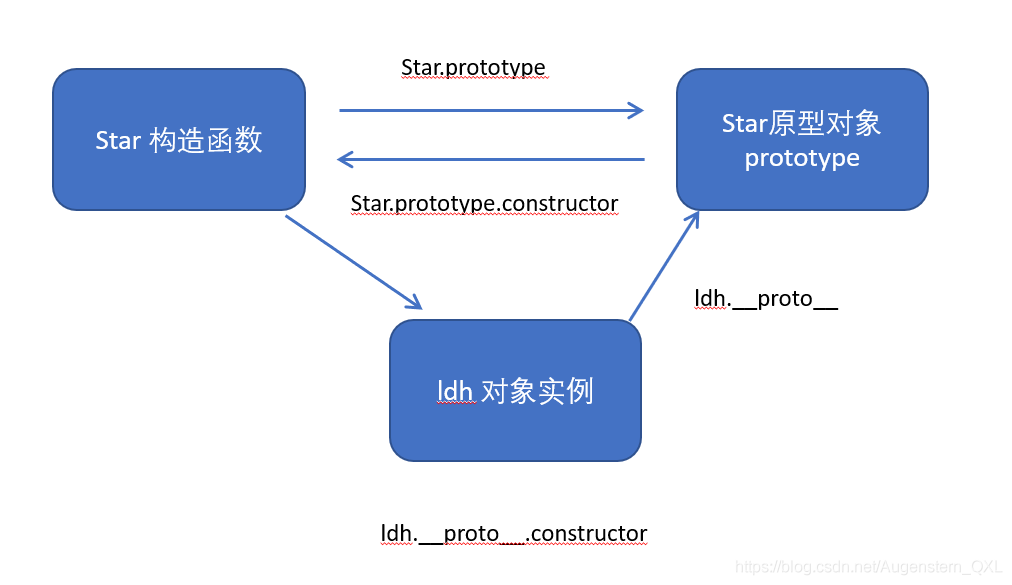 Star.prototype
Star 构造函数
Star原型对象
prototype
Star.prototype.constructor
ldh.__proto__
ldh 对象实例
ldh.__proto__.constructor
https://blog.csdn.net/Augenstern_QXL